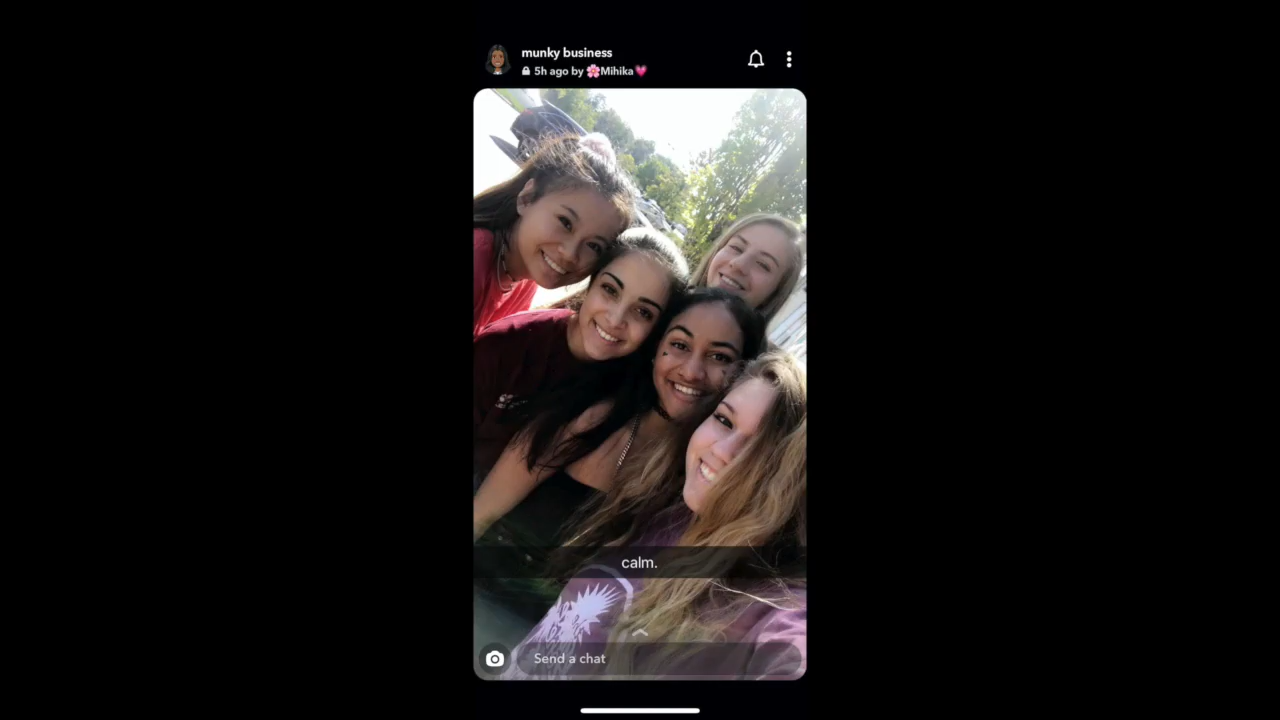 munky business
5h ago by 🌸Mihika💗
calm.
Send a chat